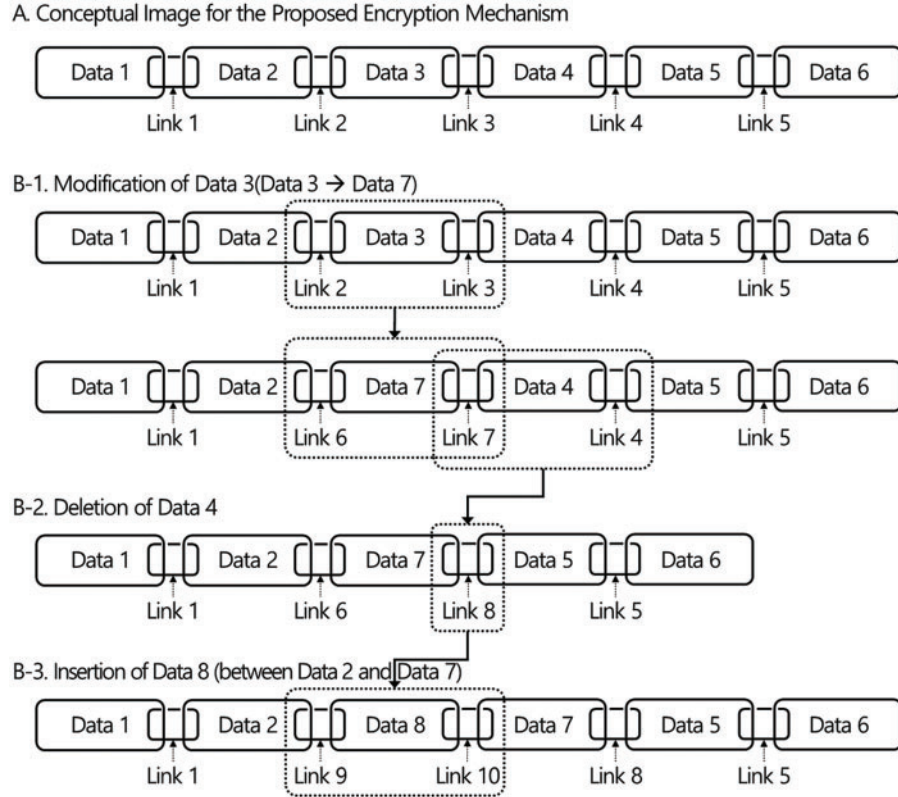 A. Conceptual Image for the Proposed Encryption Mechanism
Data 1 Data 2 Data 3 Data 4 Data 5 Data 6
Link 1 Link 2 Link 3 Link 4 Link 5
B-1. Modification of Data 3(Data 3 → Data 7)
Data 1 Data 2 Data 3 Data 4 Data 5 Data 6
Link 1 Link 2 Link 3 Link 4 Link 5
Data 1 Data 2 Data 7 Data 4 Data 5 Data 6
Link 1 Link 6 Link 7 Link 4 Link 5
B-2. Deletion of Data 4
Data 1 Data 2 Data 7 Data 5 Data 6
Link 1 Link 6 Link 8 Link 5
B-3. Insertion of Data 8 (between Data 2 and Data 7)
Data 1 Data 2 Data 8 Data 7 Data 5 Data 6
Link 1 Link 9 Link 10 Link 8 Link 5